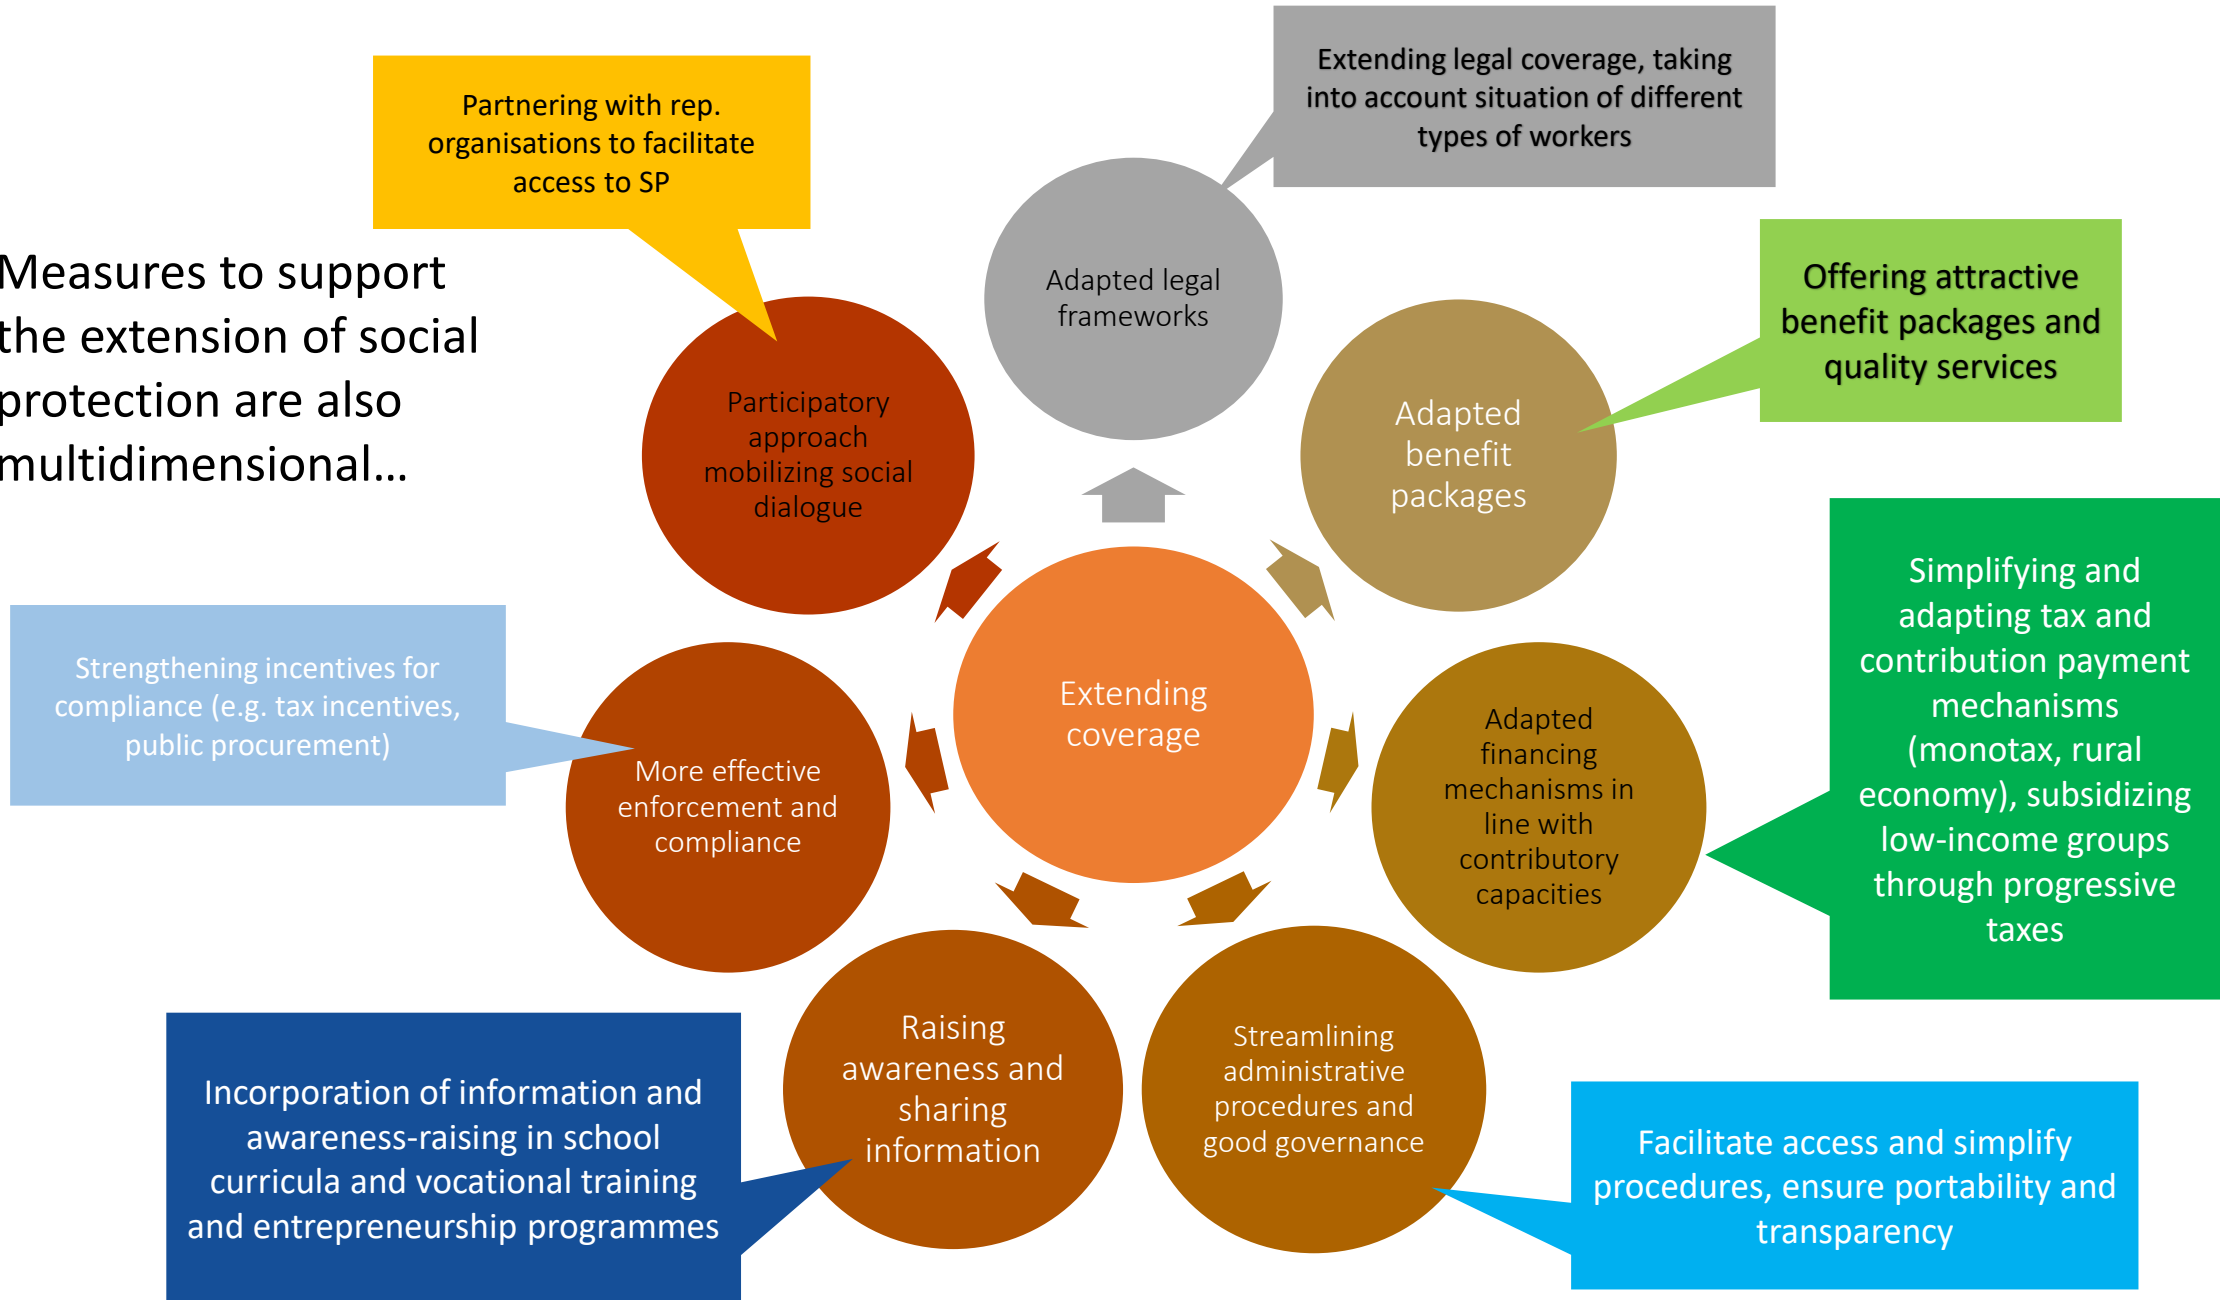 Measures to support
the extension of social
protection are also
multidimensional...
Partnering with rep.
organisations to facilitate
access to SP
Extending legal coverage, taking
into account situation of different
types of workers
Adapted legal
frameworks
Offering attractive
benefit packages and
quality services
Adapted
benefit
packages
Participatory
approach
mobilizing social
dialogue
Simplifying and
adapting tax and
contribution payment
mechanisms
(monotax, rural
economy), subsidizing
low-income groups
through progressive
taxes
Adapted
financing
mechanisms in
line with
contributory
capacities
Extending
coverage
Strengthening incentives for
compliance (e.g. tax incentives,
public procurement)
More effective
enforcement and
compliance
Raising
awareness and
sharing
information
Streamlining
administrative
procedures and
good governance
Incorporation of information and
awareness-raising in school
curricula and vocational training
and entrepreneurship programmes
Facilitate access and simplify
procedures, ensure portability and
transparency